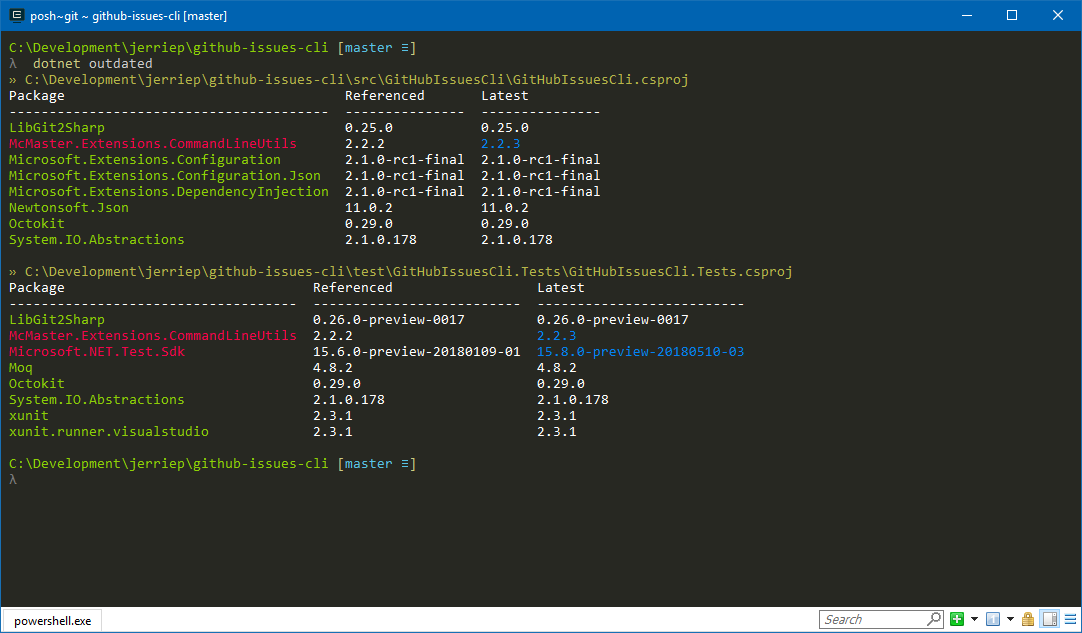 posh~git ~ github-issues-cli [master]
C:\Development\jerriep\github-issues-cli [master ≡]
λ  dotnet outdated
» C:\Development\jerriep\github-issues-cli\src\GitHubIssuesCli\GitHubIssuesCli.csproj
Package                                   Referenced       Latest
----------------------------------------  ---------------  ---------------
LibGit2Sharp                              0.25.0           0.25.0
McMaster.Extensions.CommandLineUtils      2.2.2            2.2.3
Microsoft.Extensions.Configuration        2.1.0-rc1-final  2.1.0-rc1-final
Microsoft.Extensions.Configuration.Json   2.1.0-rc1-final  2.1.0-rc1-final
Microsoft.Extensions.DependencyInjection  2.1.0-rc1-final  2.1.0-rc1-final
Newtonsoft.Json                           11.0.2           11.0.2
Octokit                                   0.29.0           0.29.0
System.IO.Abstractions                    2.1.0.178        2.1.0.178
» C:\Development\jerriep\github-issues-cli\test\GitHubIssuesCli.Tests\GitHubIssuesCli.Tests.csproj
Package                               Referenced                  Latest
------------------------------------  --------------------------  --------------------------
LibGit2Sharp                          0.26.0-preview-0017         0.26.0-preview-0017
McMaster.Extensions.CommandLineUtils  2.2.2                       2.2.3
Microsoft.NET.Test.Sdk                15.6.0-preview-20180109-01  15.8.0-preview-20180510-03
Moq                                   4.8.2                       4.8.2
Octokit                               0.29.0                      0.29.0
System.IO.Abstractions                2.1.0.178                   2.1.0.178
xunit                                 2.3.1                       2.3.1
xunit.runner.visualstudio             2.3.1                       2.3.1
C:\Development\jerriep\github-issues-cli [master ≡]
λ
powershell.exe
Search